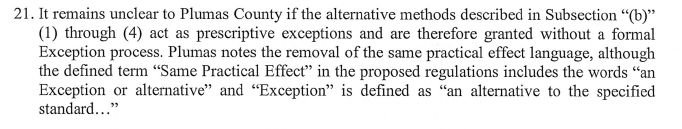 21. It remains unclear to Plumas County if the alternative methods described in Subsection “(b)”
(1) through (4) act as prescriptive exceptions and are therefore granted without a formal
Exception process. Plumas notes the removal of the same practical effect language, although
the defined term “Same Practical Effect” in the proposed regulations includes the words “an
Exception or alternative” and “Exception” is defined as “an alternative to the specified
standard…”